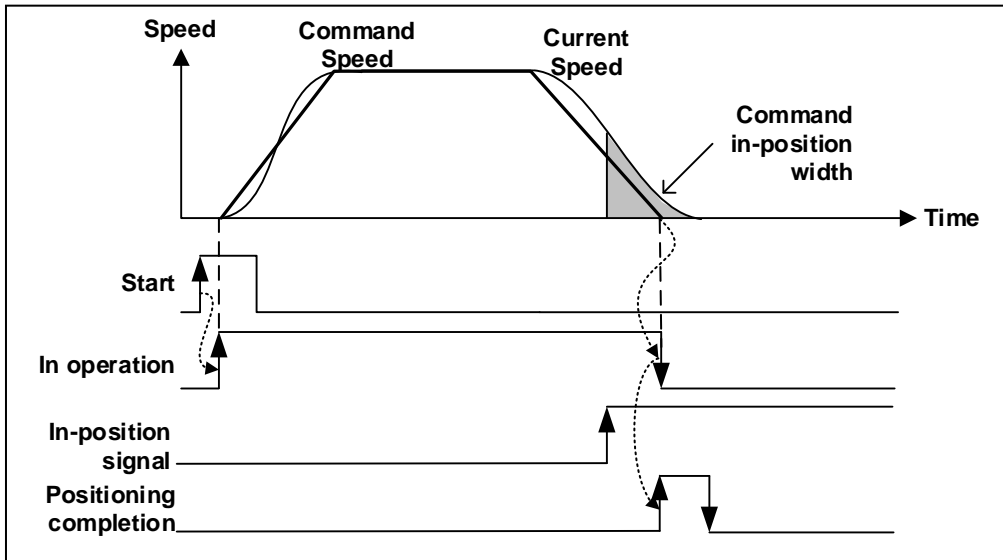 Speed
Command
Speed
Current
Speed
Command
in-position
width
Time
Start
In operation
In-position
signal
Positioning
completion